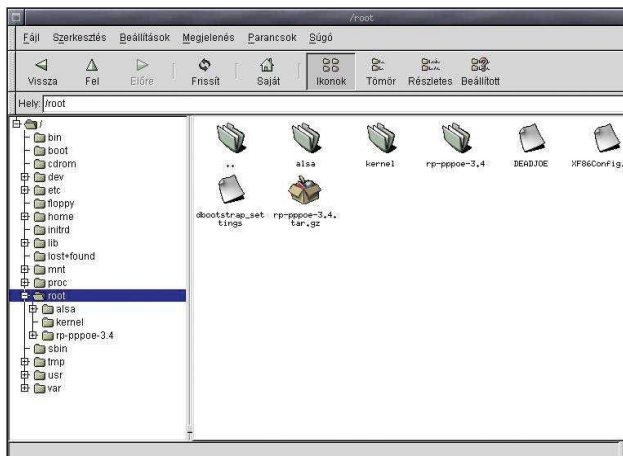 /root
Fájl Szerkesztés Beállítások Megjelenés Parancsok Súgó
Vissza Fel Előre Frissít Saját Ikonok Tömör Részletes Beállított
Hely: /root
/
bin
boot
cdrom
dev
etc
floppy
home
initrd
lib
lost+found
mnt
proc
root
alsa
kernel
rp-pppoe-3.4
sbin
tmp
usr
var
.. alsa kernel rp-pppoe-3.4 DEADJOE XF86Config.
dbootstrap_set
tings
rp-pppoe-3.4.
tar.gz